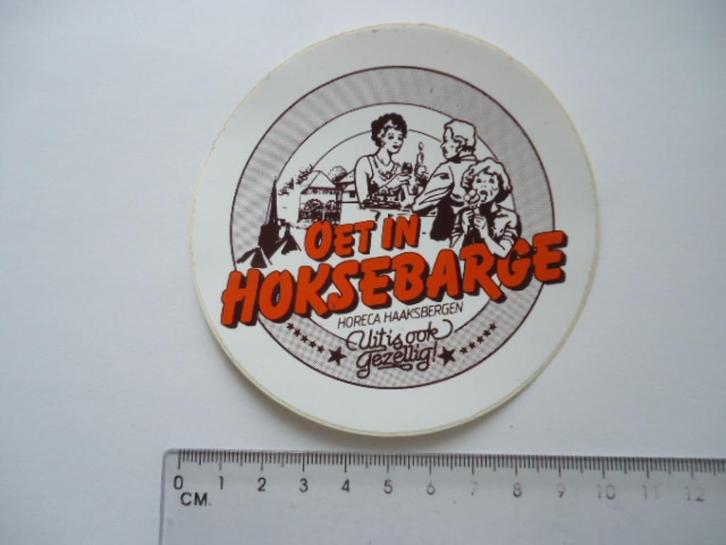 OET IN
HOKSEBARGE
HORECA HAAKSBERGEN
Uit is ook
gezellig!
0 1 2 3 4 5 6 7 8 9 10 11 12
CM.